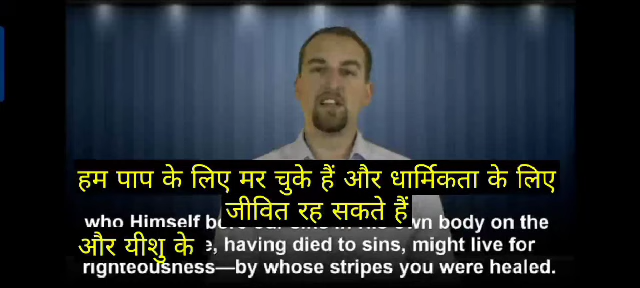 हम पाप के लिए मर चुके हैं और धार्मिकता के लिए
जीवित रह सकते हैं
who Himself own body on the
और यीशु के having died to sins, might live for
righteousness—by whose stripes you were healed.